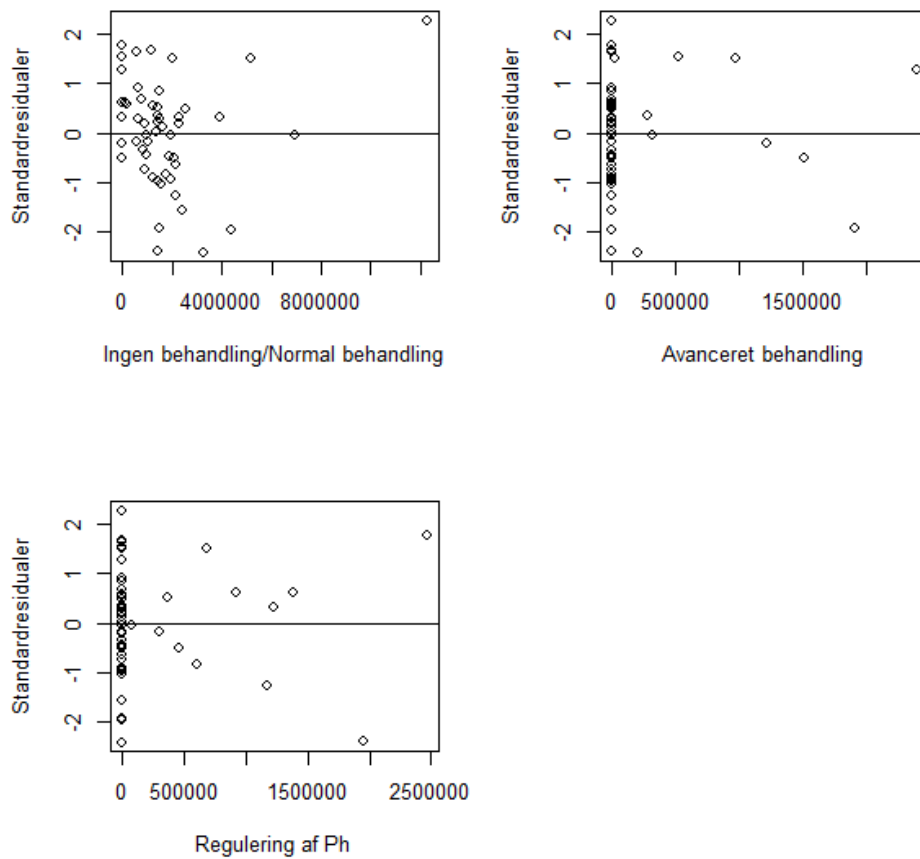 Standardresidualer
2
1
0
-1
-2
0 4000000 8000000
Ingen behandling/Normal behandling
Standardresidualer
2
1
0
-1
-2
0 500000 1500000
Avanceret behandling
Standardresidualer
2
1
0
-1
-2
0 500000 1500000 2500000
Regulering af Ph